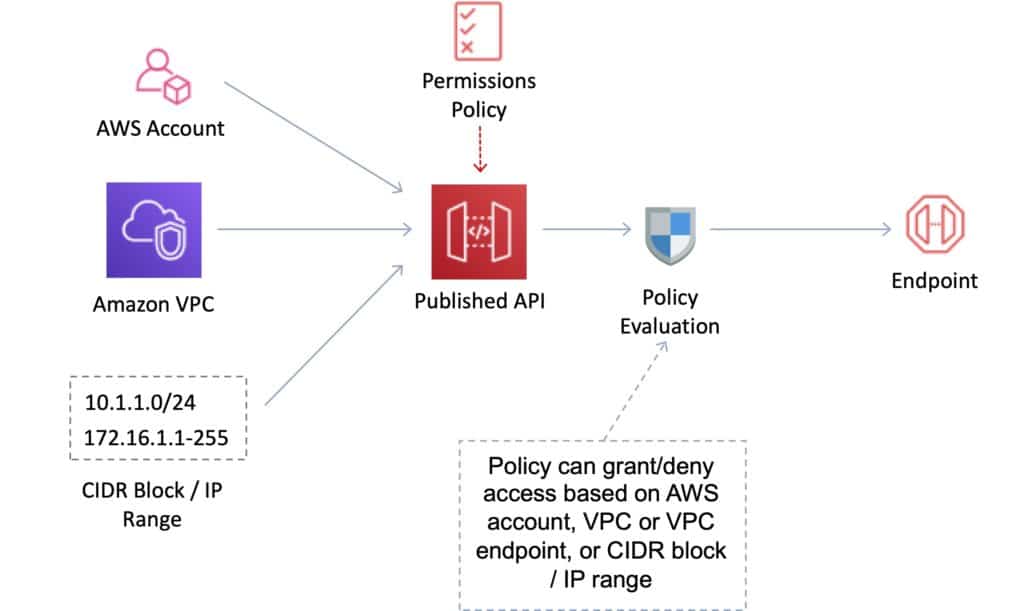 Permissions
Policy
AWS Account
</>
Amazon VPC
Published API
Policy
Evaluation
Endpoint
10.1.1.0/24
172.16.1.1-255
CIDR Block / IP
Range
Policy can grant/deny
access based on AWS
account, VPC or VPC
endpoint, or CIDR block
/ IP range